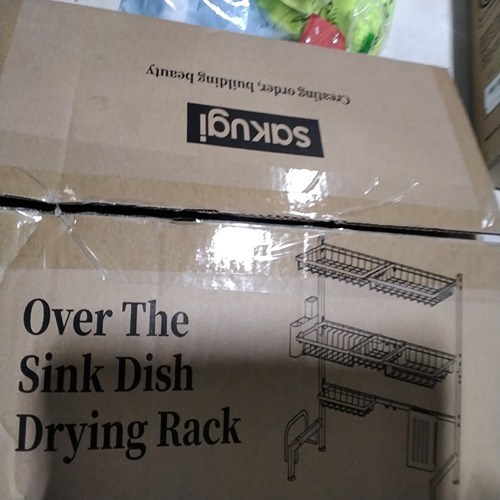 sakugi
Creating order, building beauty
Over The
Sink Dish
Drying Rack